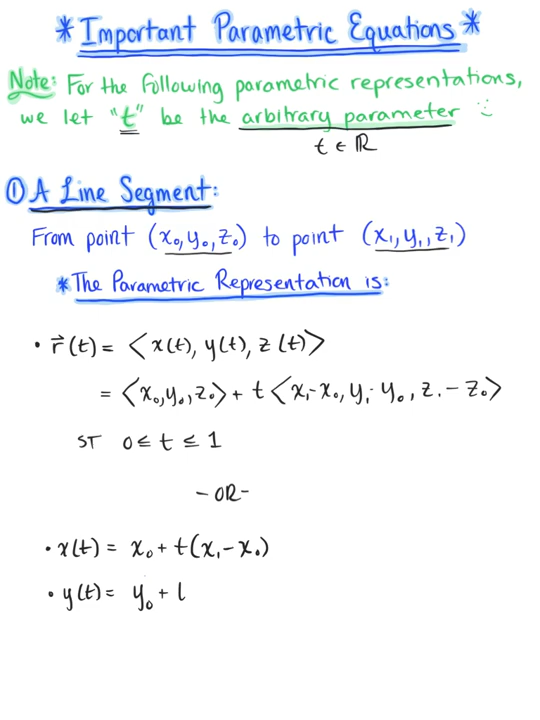 *Important Parametric Equations*
Note: For the following parametric representations,
we let "t" be the arbitrary parameter :)
t ∈ ℝ
① A Line Segment:
From point (x₀, y₀, z₀) to point (x₁, y₁, z₁)
*The Parametric Representation is:
• r⃗(t) = ⟨x(t), y(t), z(t)⟩
= ⟨x₀, y₀, z₀⟩ + t⟨x₁-x₀, y₁-y₀, z₁-z₀⟩
ST 0 ≤ t ≤ 1
- OR -
• x(t) = x₀ + t(x₁-x₀)
• y(t) = y₀ + l